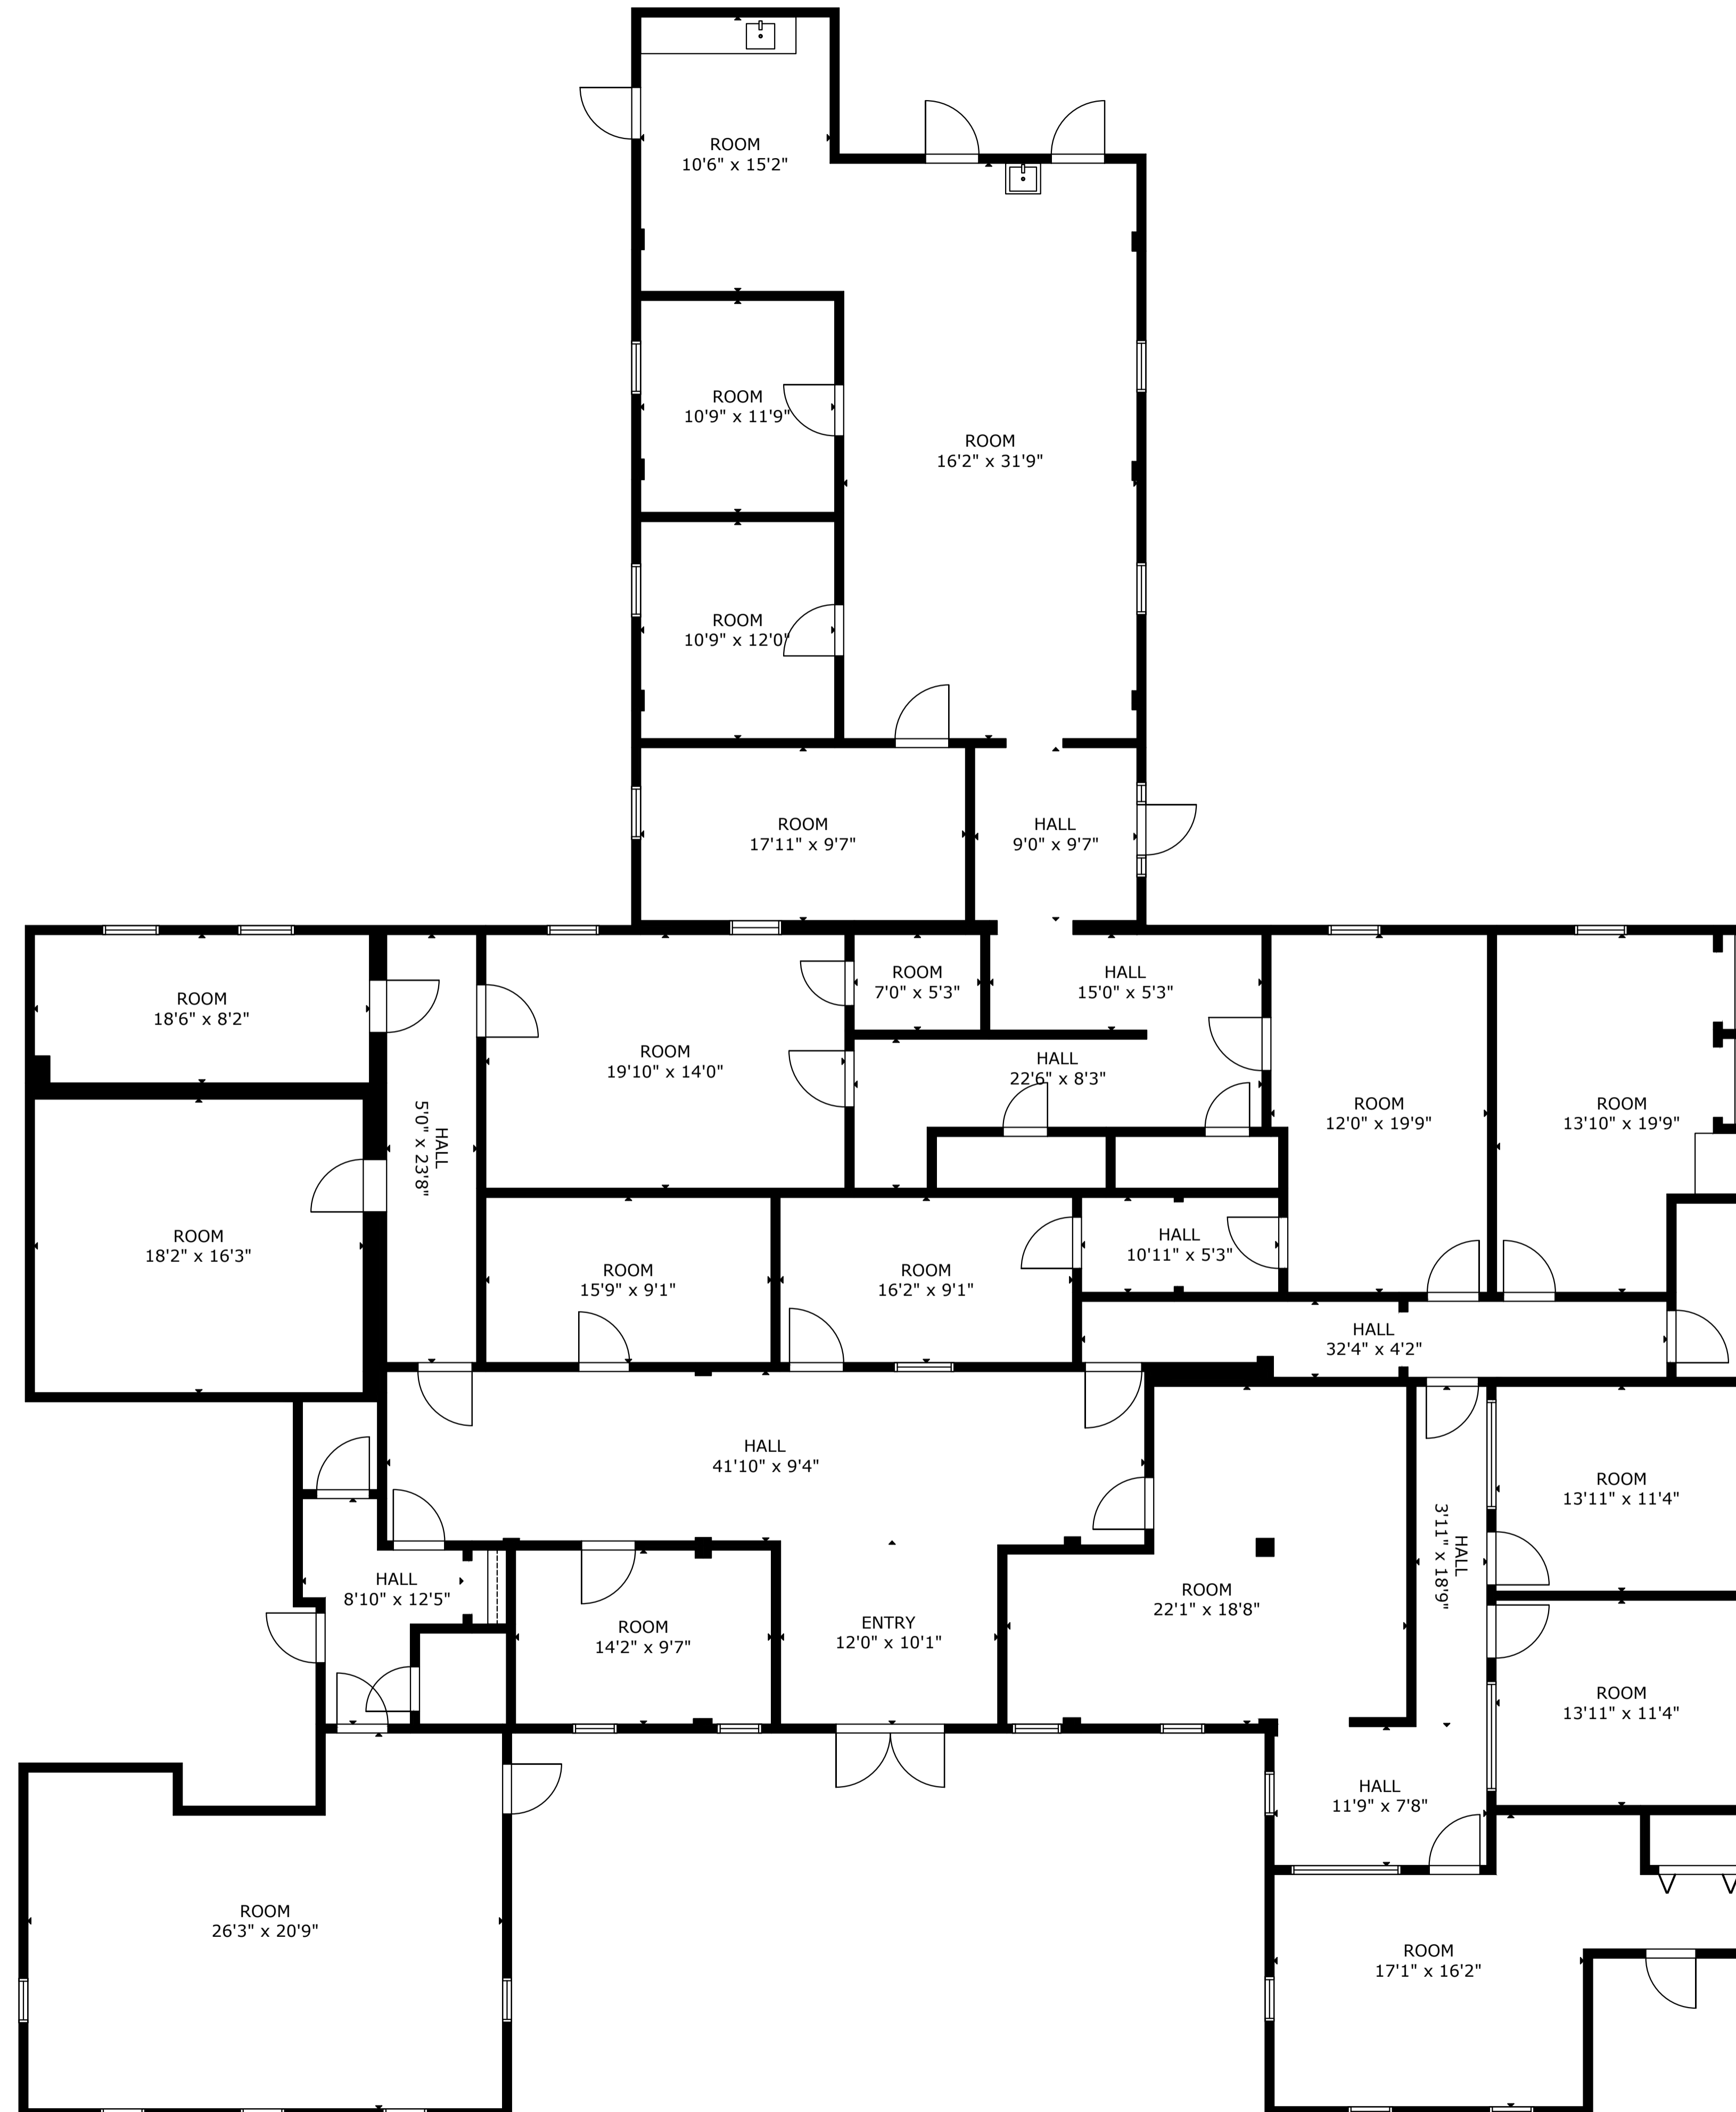 ROOM
10'6" x 15'2"
ROOM
10'9" x 11'9"
ROOM
16'2" x 31'9"
ROOM
10'9" x 12'0"
ROOM
17'11" x 9'7"
HALL
9'0" x 9'7"
ROOM
18'6" x 8'2"
ROOM
19'10" x 14'0"
ROOM
7'0" x 5'3"
HALL
15'0" x 5'3"
HALL
22'6" x 8'3"
ROOM
12'0" x 19'9"
ROOM
13'10" x 19'9"
HALL
5'0" x 23'8"
ROOM
18'2" x 16'3"
ROOM
15'9" x 9'1"
ROOM
16'2" x 9'1"
HALL
10'11" x 5'3"
HALL
32'4" x 4'2"
HALL
41'10" x 9'4"
ROOM
13'11" x 11'4"
HALL
3'11" x 18'9"
HALL
8'10" x 12'5"
ROOM
14'2" x 9'7"
ENTRY
12'0" x 10'1"
ROOM
22'1" x 18'8"
ROOM
13'11" x 11'4"
HALL
11'9" x 7'8"
ROOM
26'3" x 20'9"
ROOM
17'1" x 16'2"